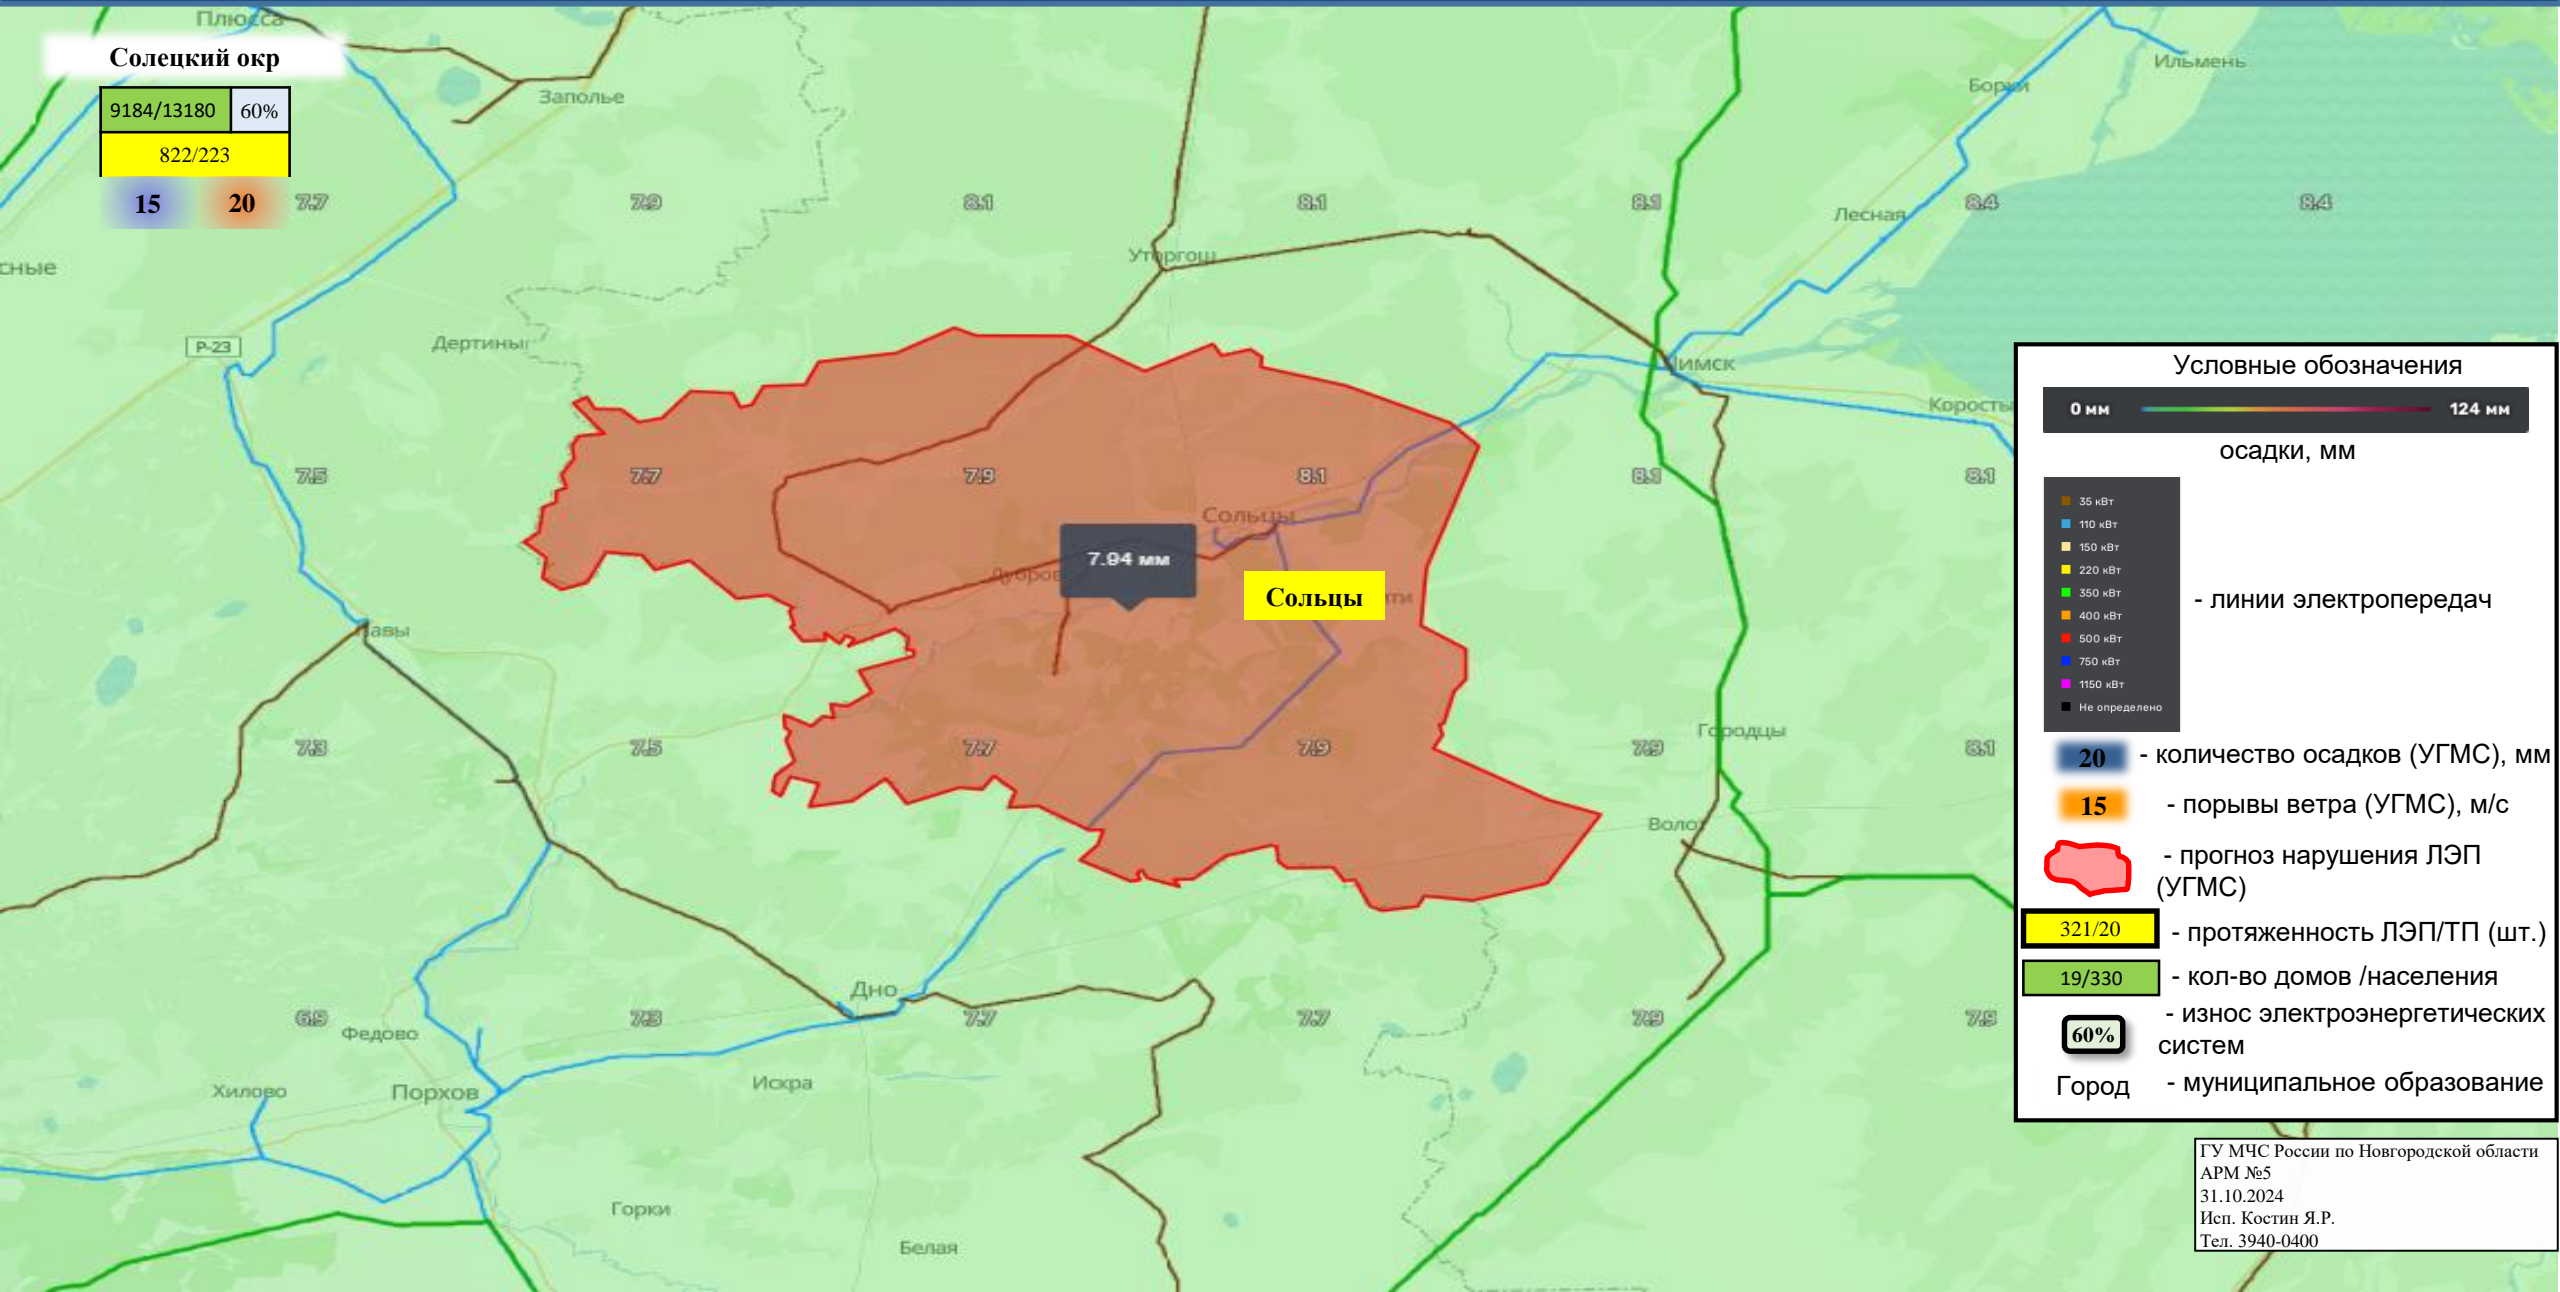 Плюсса
Солецкий окр
Заполье
Ильмень
Борки
9184/13180 60%
822/223
15 20
7.7 7.9 8.1 8.1 8.1 8.4 8.4
Лесная
Уторгош
сные
Р-23
Дертины
Шимск
Коросты
7.5 7.7 7.9 8.1 8.1 8.1
Сольцы
7.94 мм
Дубров
Сольцы
ити
Павы
7.3 7.5 7.7 7.9 7.9 8.1
Городцы
Волот
Дно
6.9 7.3 7.7 7.7 7.9 7.9
Федово
Хилово
Порхов
Искра
Горки
Белая
Условные обозначения
0 мм 124 мм
осадки, мм
35 кВт
110 кВт
150 кВт
220 кВт
350 кВт
400 кВт
500 кВт
750 кВт
1150 кВт
Не определено
- линии электропередач
20 - количество осадков (УГМС), мм
15 - порывы ветра (УГМС), м/с
- прогноз нарушения ЛЭП
(УГМС)
321/20 - протяженность ЛЭП/ТП (шт.)
19/330 - кол-во домов /населения
60% - износ электроэнергетических
систем
Город - муниципальное образование
ГУ МЧС России по Новгородской области
АРМ №5
31.10.2024
Исп. Костин Я.Р.
Тел. 3940-0400